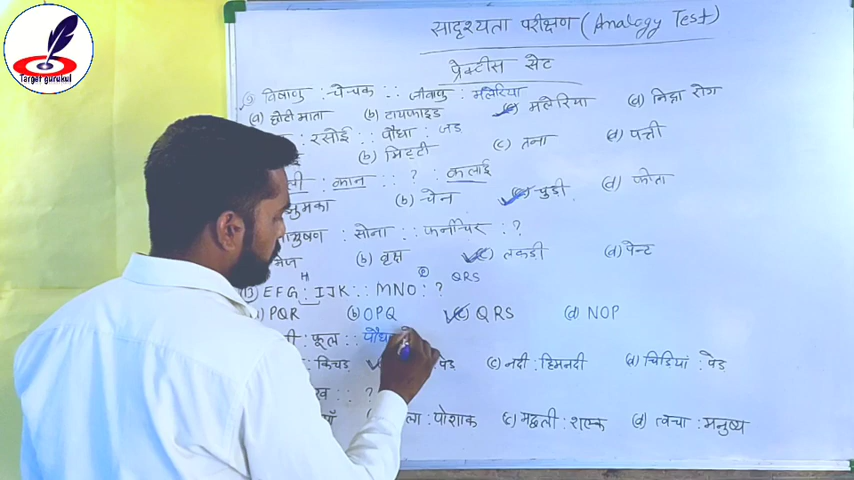 Target gurukul
सादृश्यता परीक्षण (Analogy Test)
प्रेक्टीस सेट
विषाणु : चेचक :: जीवाणु : मलेरिया
(a) छोटी माता (b) टायफाइड (c) मलेरिया (d) निद्रा रोग
: रसोई :: पौधा : जड
(b) मिट्टी (c) तना (d) पत्ती
: कान :: ? : कलाई
झुमका (b) चेन (c) चुडी (d) फीता
आभुषण : सोना :: फर्नीचर : ?
मेज (b) वृक्ष (c) लकडी (d) पेन्ट
H P QRS
EFG : IJK :: MNO : ?
(a) PQR (b) OPQ (c) QRS (d) NOP
: फूल :: पौधा
: किचड पेड (c) नदी : हिमनदी (d) चिडियां : पेड
:: ?
: पोशाक (c) मछली : शल्क (d) त्वचा : मनुष्य